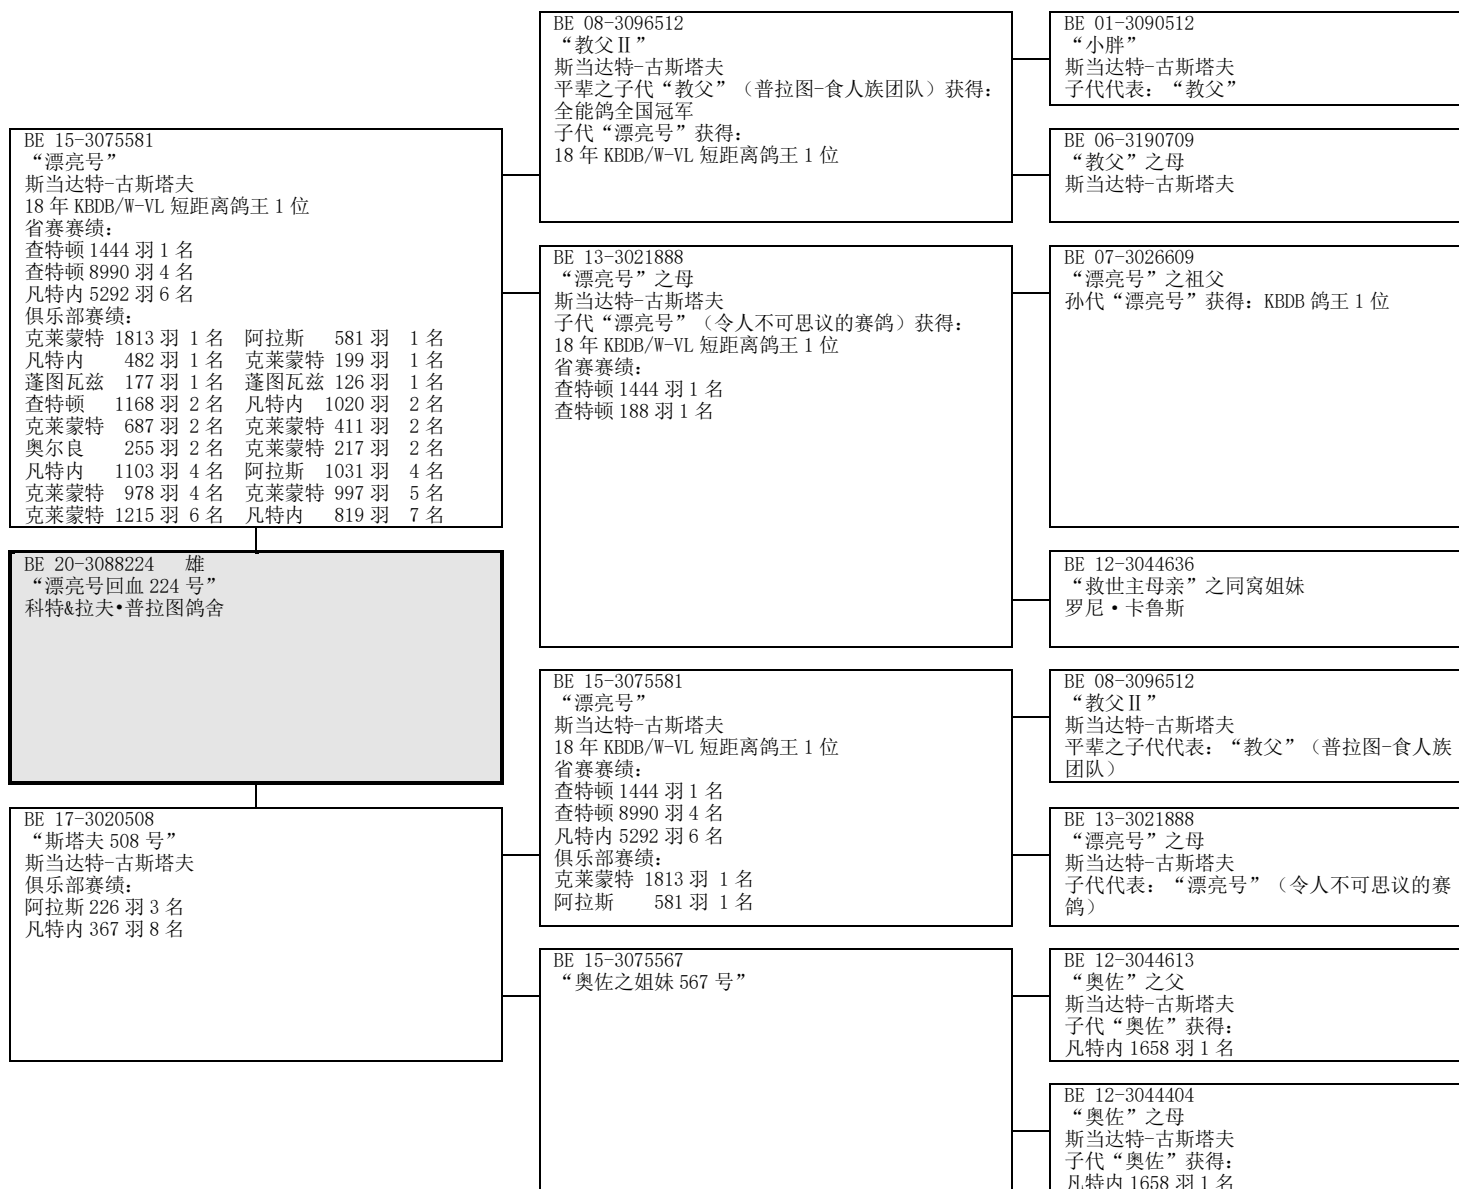 BE 15-3075581
“漂亮号”
斯当达特-古斯塔夫
18 年 KBDB/W-VL 短距离鸽王 1 位
省赛赛绩：
查特顿 1444 羽 1 名
查特顿 8990 羽 4 名
凡特内 5292 羽 6 名
俱乐部赛绩：
克莱蒙特 1813 羽 1 名 阿拉斯 581 羽 1 名
凡特内 482 羽 1 名 克莱蒙特 199 羽 1 名
蓬图瓦兹 177 羽 1 名 蓬图瓦兹 126 羽 1 名
查特顿 1168 羽 2 名 凡特内 1020 羽 2 名
克莱蒙特 687 羽 2 名 克莱蒙特 411 羽 2 名
奥尔良 255 羽 2 名 克莱蒙特 217 羽 2 名
凡特内 1103 羽 4 名 阿拉斯 1031 羽 4 名
克莱蒙特 978 羽 4 名 克莱蒙特 997 羽 5 名
克莱蒙特 1215 羽 6 名 凡特内 819 羽 7 名
BE 20-3088224 雄
“漂亮号回血 224 号”
科特&拉夫•普拉图鸽舍
BE 17-3020508
“斯塔夫 508 号”
斯当达特-古斯塔夫
俱乐部赛绩：
阿拉斯 226 羽 3 名
凡特内 367 羽 8 名
BE 08-3096512
“教父Ⅱ”
斯当达特-古斯塔夫
平辈之子代“教父”（普拉图-食人族团队）获得：
全能鸽全国冠军
子代“漂亮号”获得：
18 年 KBDB/W-VL 短距离鸽王 1 位
BE 13-3021888
“漂亮号”之母
斯当达特-古斯塔夫
子代“漂亮号”（令人不可思议的赛鸽）获得：
18 年 KBDB/W-VL 短距离鸽王 1 位
省赛赛绩：
查特顿 1444 羽 1 名
查特顿 188 羽 1 名
BE 15-3075581
“漂亮号”
斯当达特-古斯塔夫
18 年 KBDB/W-VL 短距离鸽王 1 位
省赛赛绩：
查特顿 1444 羽 1 名
查特顿 8990 羽 4 名
凡特内 5292 羽 6 名
俱乐部赛绩：
克莱蒙特 1813 羽 1 名
阿拉斯 581 羽 1 名
BE 15-3075567
“奥佐之姐妹 567 号”
BE 01-3090512
“小胖”
斯当达特-古斯塔夫
子代代表：“教父”
BE 06-3190709
“教父”之母
斯当达特-古斯塔夫
BE 07-3026609
“漂亮号”之祖父
孙代“漂亮号”获得：KBDB 鸽王 1 位
BE 12-3044636
“救世主母亲”之同窝姐妹
罗尼•卡鲁斯
BE 08-3096512
“教父Ⅱ”
斯当达特-古斯塔夫
平辈之子代代表：“教父”（普拉图-食人族
团队）
BE 13-3021888
“漂亮号”之母
斯当达特-古斯塔夫
子代代表：“漂亮号”（令人不可思议的赛
鸽）
BE 12-3044613
“奥佐”之父
斯当达特-古斯塔夫
子代“奥佐”获得：
凡特内 1658 羽 1 名
BE 12-3044404
“奥佐”之母
斯当达特-古斯塔夫
子代“奥佐”获得：
凡特内 1658 羽 1 名